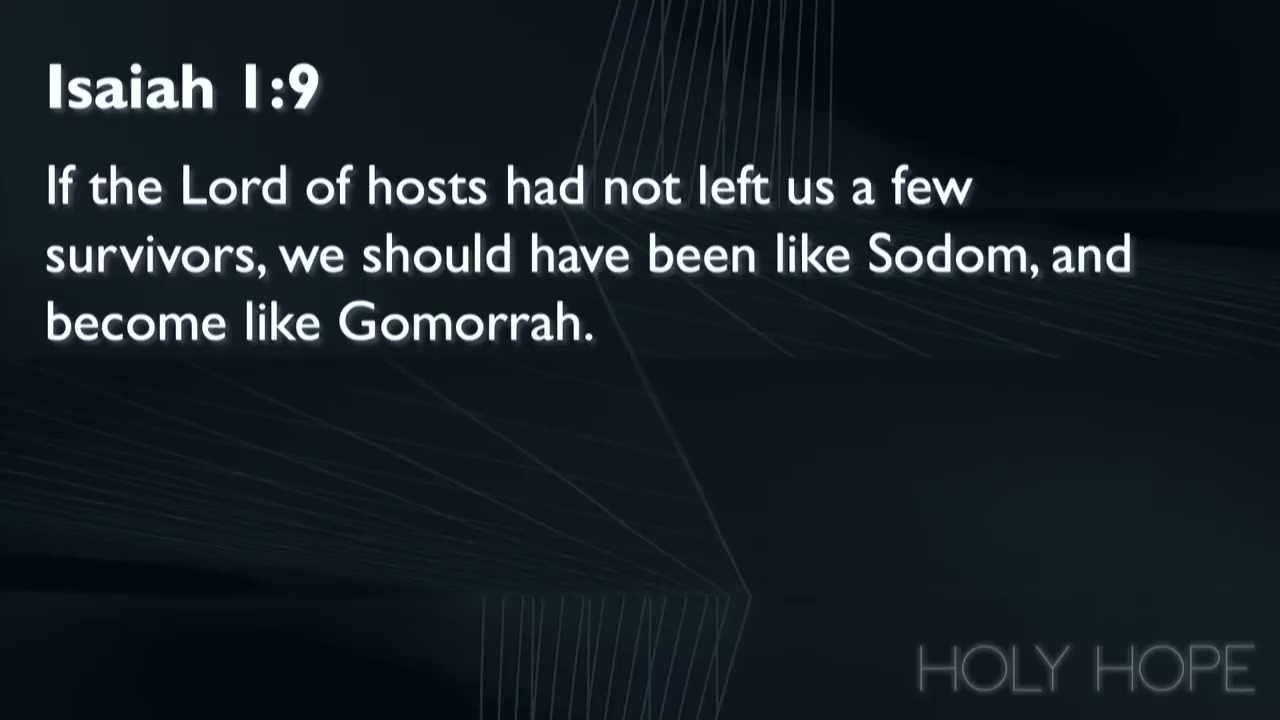 Isaiah 1:9
If the Lord of hosts had not left us a few
survivors, we should have been like Sodom, and
become like Gomorrah.
HOLY HOPE